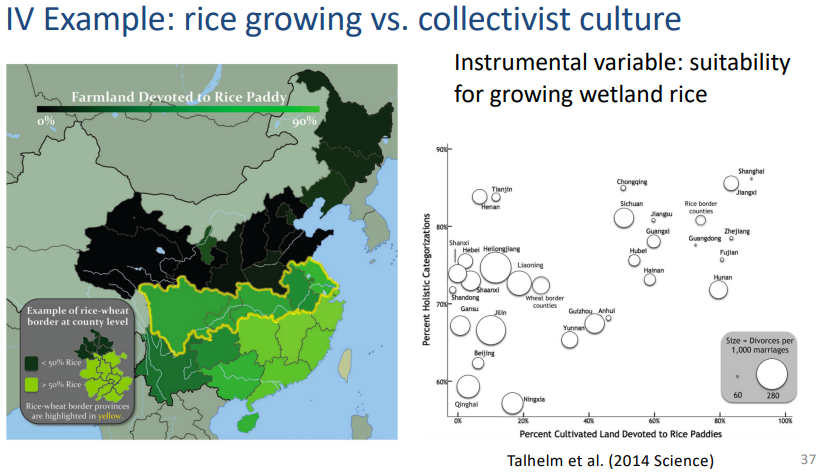 IV Example: rice growing vs. collectivist culture
Farmland Devoted to Rice Paddy
0%
90%
Example of rice-wheat
border at county level
< 50% Rice
> 50% Rice
Rice-wheat border provinces
are highlighted in yellow.
Instrumental variable: suitability
for growing wetland rice
90%
80%
70%
60%
Percent Holistic Categorizations
Shanghai
Jiangxi
Chongqing
Tianjin
Henan
Sichuan
Rice border
counties
Jiangsu
Guangxi
Zhejiang
Guangdong
Fujian
Shanxi
Hebei
Heilongjiang
Hubei
Liaoning
Hainan
Hunan
Shaanxi
Shandong
Wheat border
counties
Gansu
Jilin
Guizhou
Anhui
Yunnan
Beijing
Qinghai
Ningxia
Size = Divorces per
1,000 marriages
60
280
0%
20%
40%
60%
80%
100%
Percent Cultivated Land Devoted to Rice Paddies
Talhelm et al. (2014 Science)
37